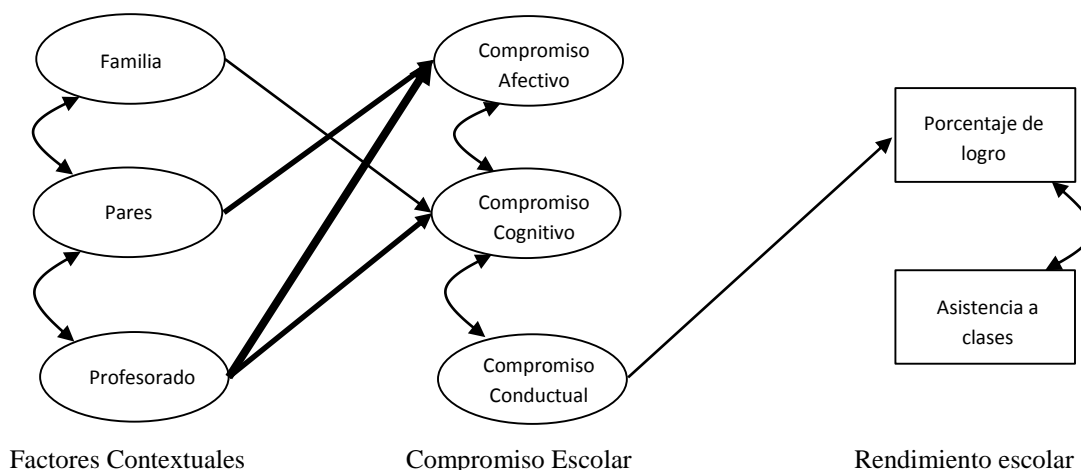 Familia
Compromiso
Afectivo
Porcentaje de
logro
Pares
Compromiso
Cognitivo
Asistencia a
clases
Profesorado
Compromiso
Conductual
Factores Contextuales
Compromiso Escolar
Rendimiento escolar